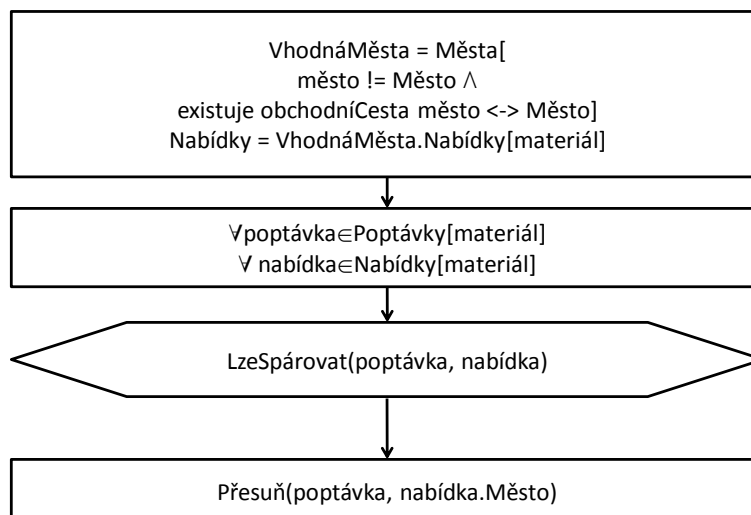 VhodnáMěsta = Města[
město != Město ∧
existuje obchodníCesta město <-> Město]
Nabídky = VhodnáMěsta.Nabídky[materiál]
∀poptávka∈Poptávky[materiál]
∀ nabídka∈Nabídky[materiál]
LzeSpárovat(poptávka, nabídka)
Přesuň(poptávka, nabídka.Město)